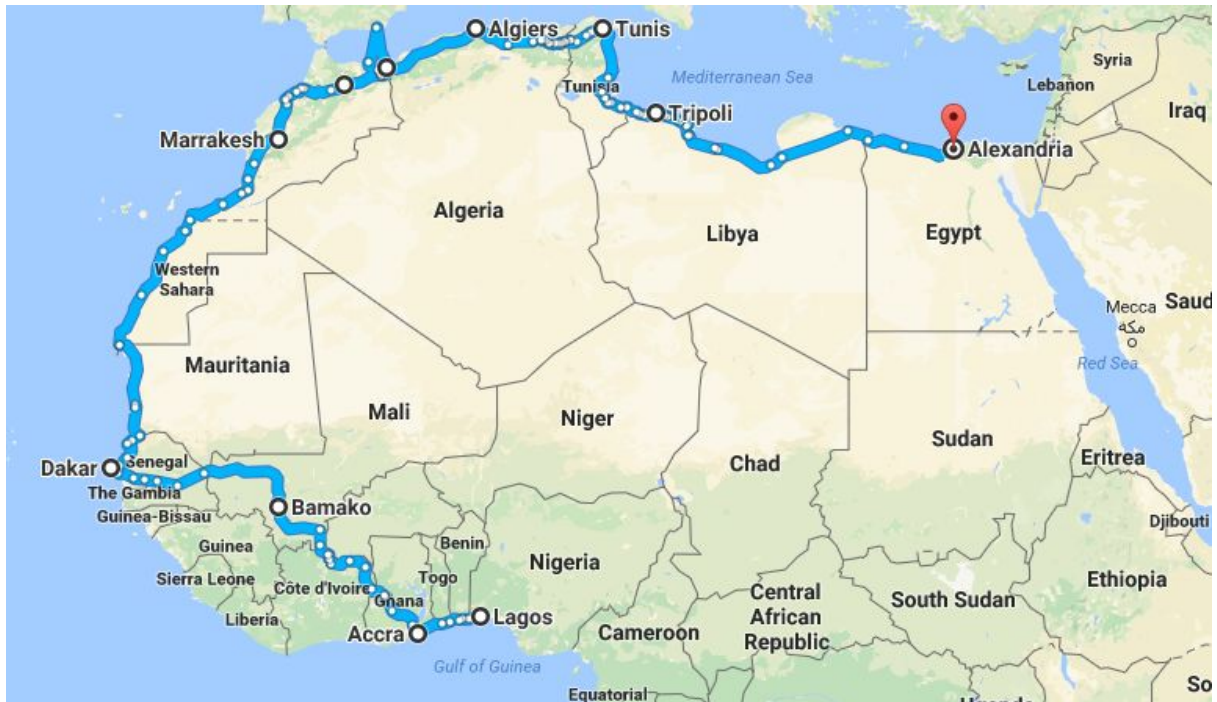 Algiers
Tunis
Mediterranean Sea
Syria
Lebanon
Iraq
Tunisia
Tripoli
Marrakesh
Alexandria
Algeria
Libya
Egypt
Western
Sahara
Mecca
مكة
Saud
Mauritania
Red Sea
Mali
Niger
Sudan
Chad
Eritrea
Dakar
Senegal
The Gambia
Bamako
Guinea-Bissau
Djibouti
Guinea
Benin
Nigeria
Sierra Leone
Côte d'Ivoire
Togo
Ghana
Ethiopia
Central
African
Republic
South Sudan
Liberia
Accra
Lagos
Cameroon
Gulf of Guinea
Equatorial
So